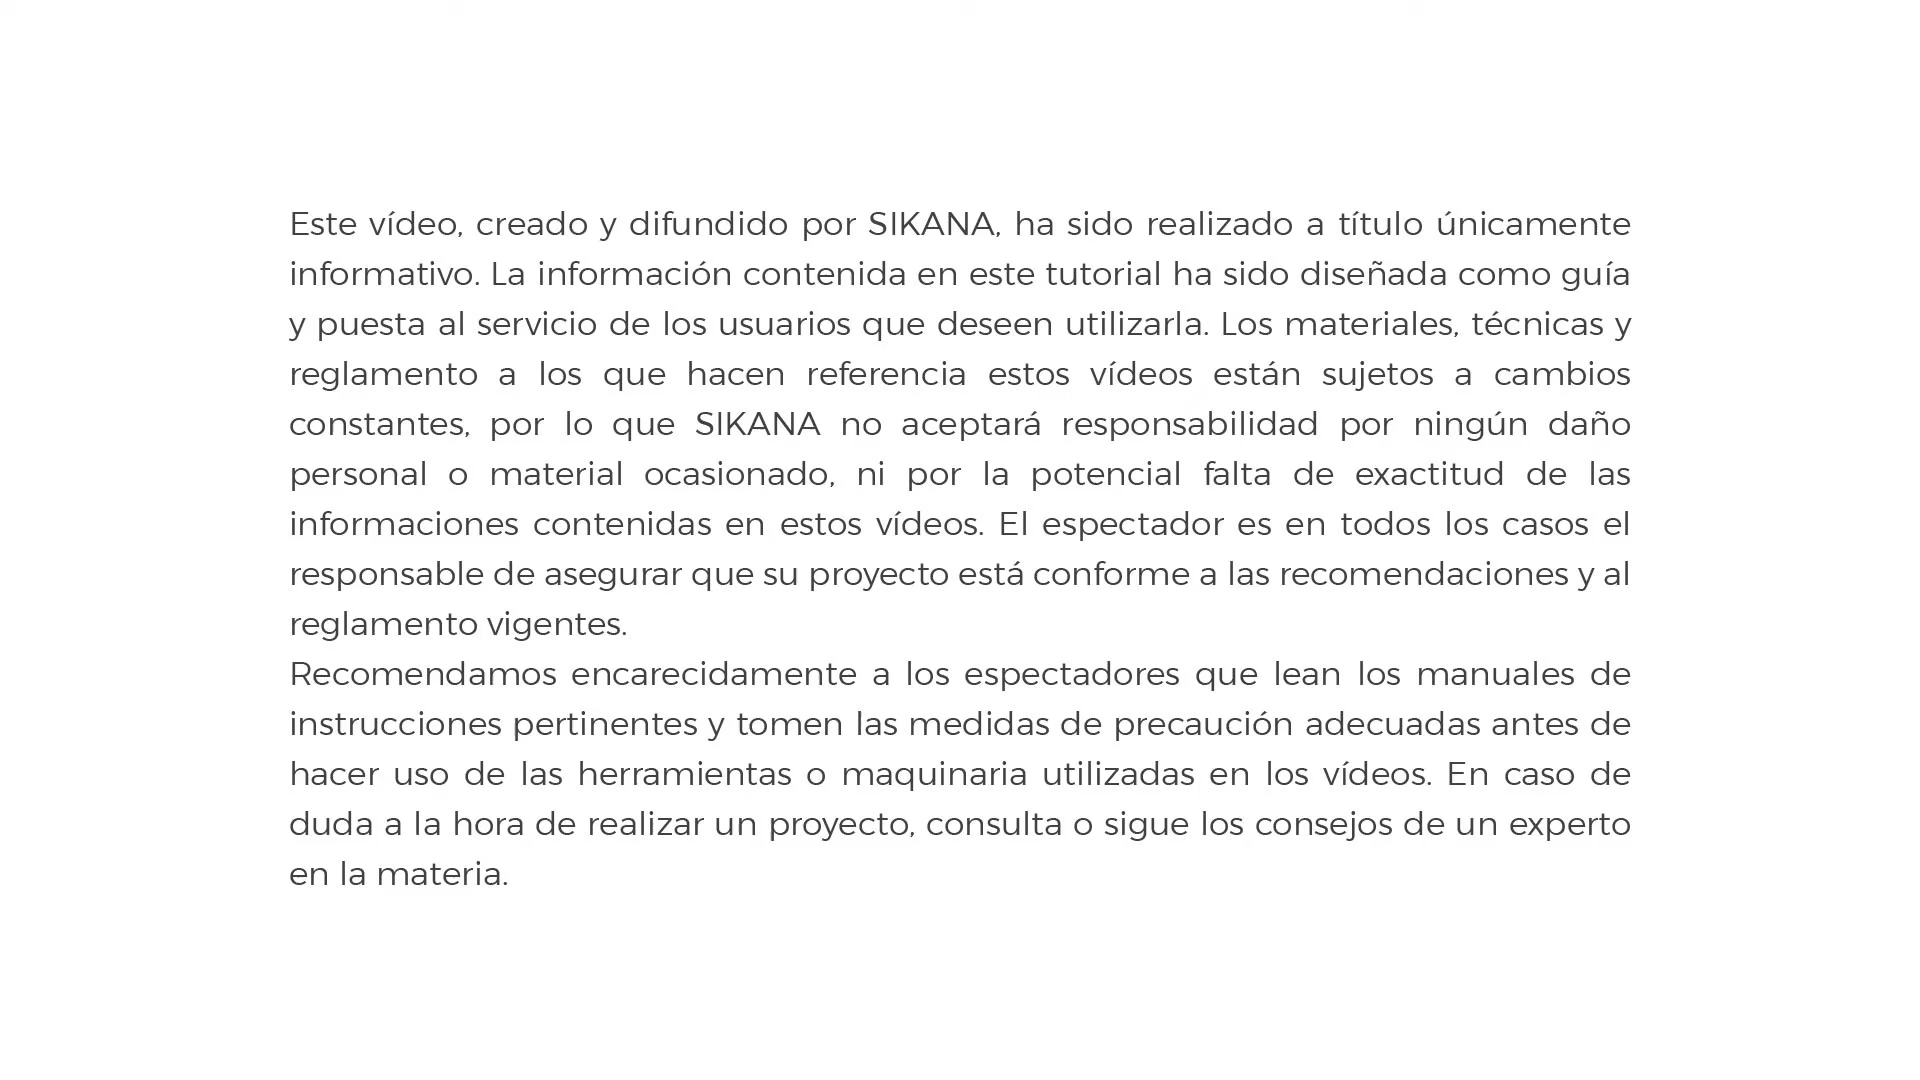 Este vídeo, creado y difundido por SIKANA, ha sido realizado a título únicamente
informativo. La información contenida en este tutorial ha sido diseñada como guía
y puesta al servicio de los usuarios que deseen utilizarla. Los materiales, técnicas y
reglamento a los que hacen referencia estos vídeos están sujetos a cambios
constantes, por lo que SIKANA no aceptará responsabilidad por ningún daño
personal o material ocasionado, ni por la potencial falta de exactitud de las
informaciones contenidas en estos vídeos. El espectador es en todos los casos el
responsable de asegurar que su proyecto está conforme a las recomendaciones y al
reglamento vigentes.
Recomendamos encarecidamente a los espectadores que lean los manuales de
instrucciones pertinentes y tomen las medidas de precaución adecuadas antes de
hacer uso de las herramientas o maquinaria utilizadas en los vídeos. En caso de
duda a la hora de realizar un proyecto, consulta o sigue los consejos de un experto
en la materia.